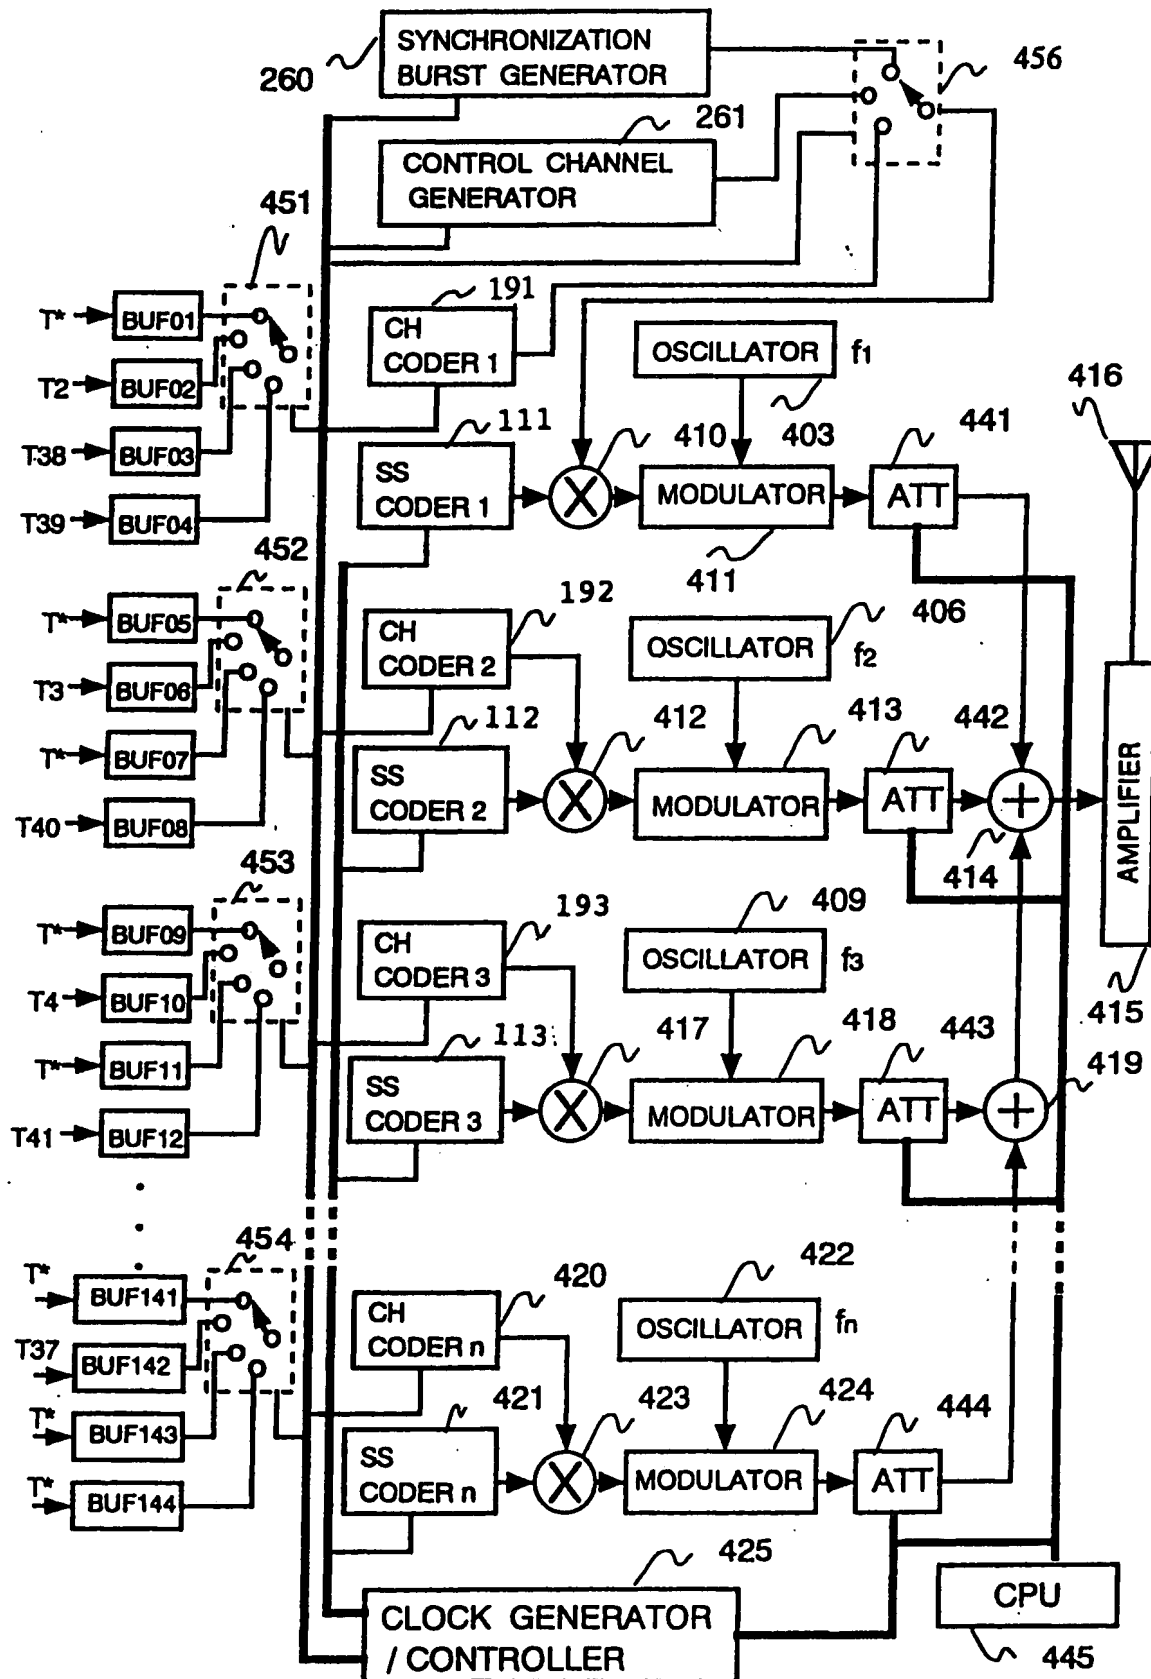 SYNCHRONIZATION
BURST GENERATOR
260
456
261
CONTROL CHANNEL
GENERATOR
451
T* BUF01
T2 BUF02
T38 BUF03
T39 BUF04
191
CH
CODER 1
OSCILLATOR f1
403
111
SS
CODER 1
410
X
MODULATOR
411
441
ATT
416
452
T* BUF05
T3 BUF06
T* BUF07
T40 BUF08
192
CH
CODER 2
OSCILLATOR f2
406
112
SS
CODER 2
412
X
413
MODULATOR
442
ATT
+
414
AMPLIFIER
415
453
T* BUF09
T4 BUF10
T* BUF11
T41 BUF12
193
CH
CODER 3
409
OSCILLATOR f3
113
SS
CODER 3
417
X
418
MODULATOR
443
ATT
+
419
454
T* BUF141
T37 BUF142
T* BUF143
T* BUF144
420
CH
CODER n
422
OSCILLATOR fn
421
SS
CODER n
423
X
424
MODULATOR
444
ATT
425
CLOCK GENERATOR
/ CONTROLLER
CPU
445